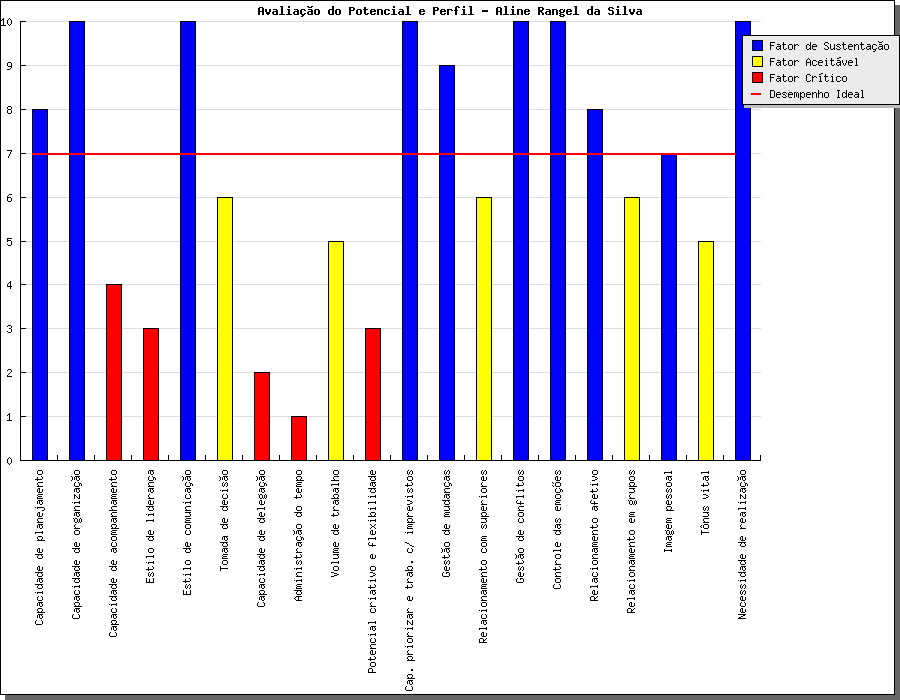 Avaliação do Potencial e Perfil - Aline Rangel da Silva
10
9
8
7
6
5
4
3
2
1
0
Fator de Sustentação
Fator Aceitável
Fator Crítico
Desempenho Ideal
Capacidade de planejamento
Capacidade de organização
Capacidade de acompanhamento
Estilo de liderança
Estilo de comunicação
Tomada de decisão
Capacidade de delegação
Administração do tempo
Volume de trabalho
Potencial criativo e flexibilidade
Cap. priorizar e trab. c/ imprevistos
Gestão de mudanças
Relacionamento com superiores
Gestão de conflitos
Controle das emoções
Relacionamento afetivo
Relacionamento em grupos
Imagem pessoal
Tônus vital
Necessidade de realização